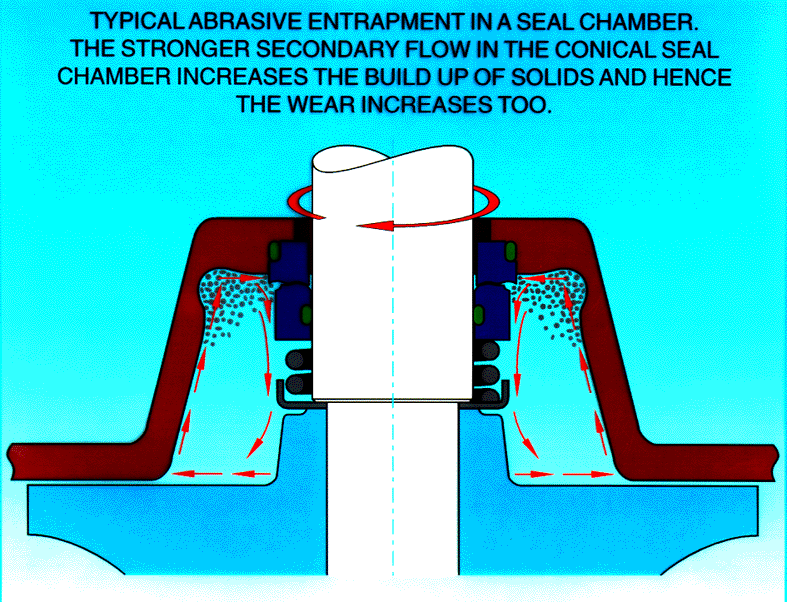 TYPICAL ABRASIVE ENTRAPMENT IN A SEAL CHAMBER.
THE STRONGER SECONDARY FLOW IN THE CONICAL SEAL
CHAMBER INCREASES THE BUILD UP OF SOLIDS AND HENCE
THE WEAR INCREASES TOO.